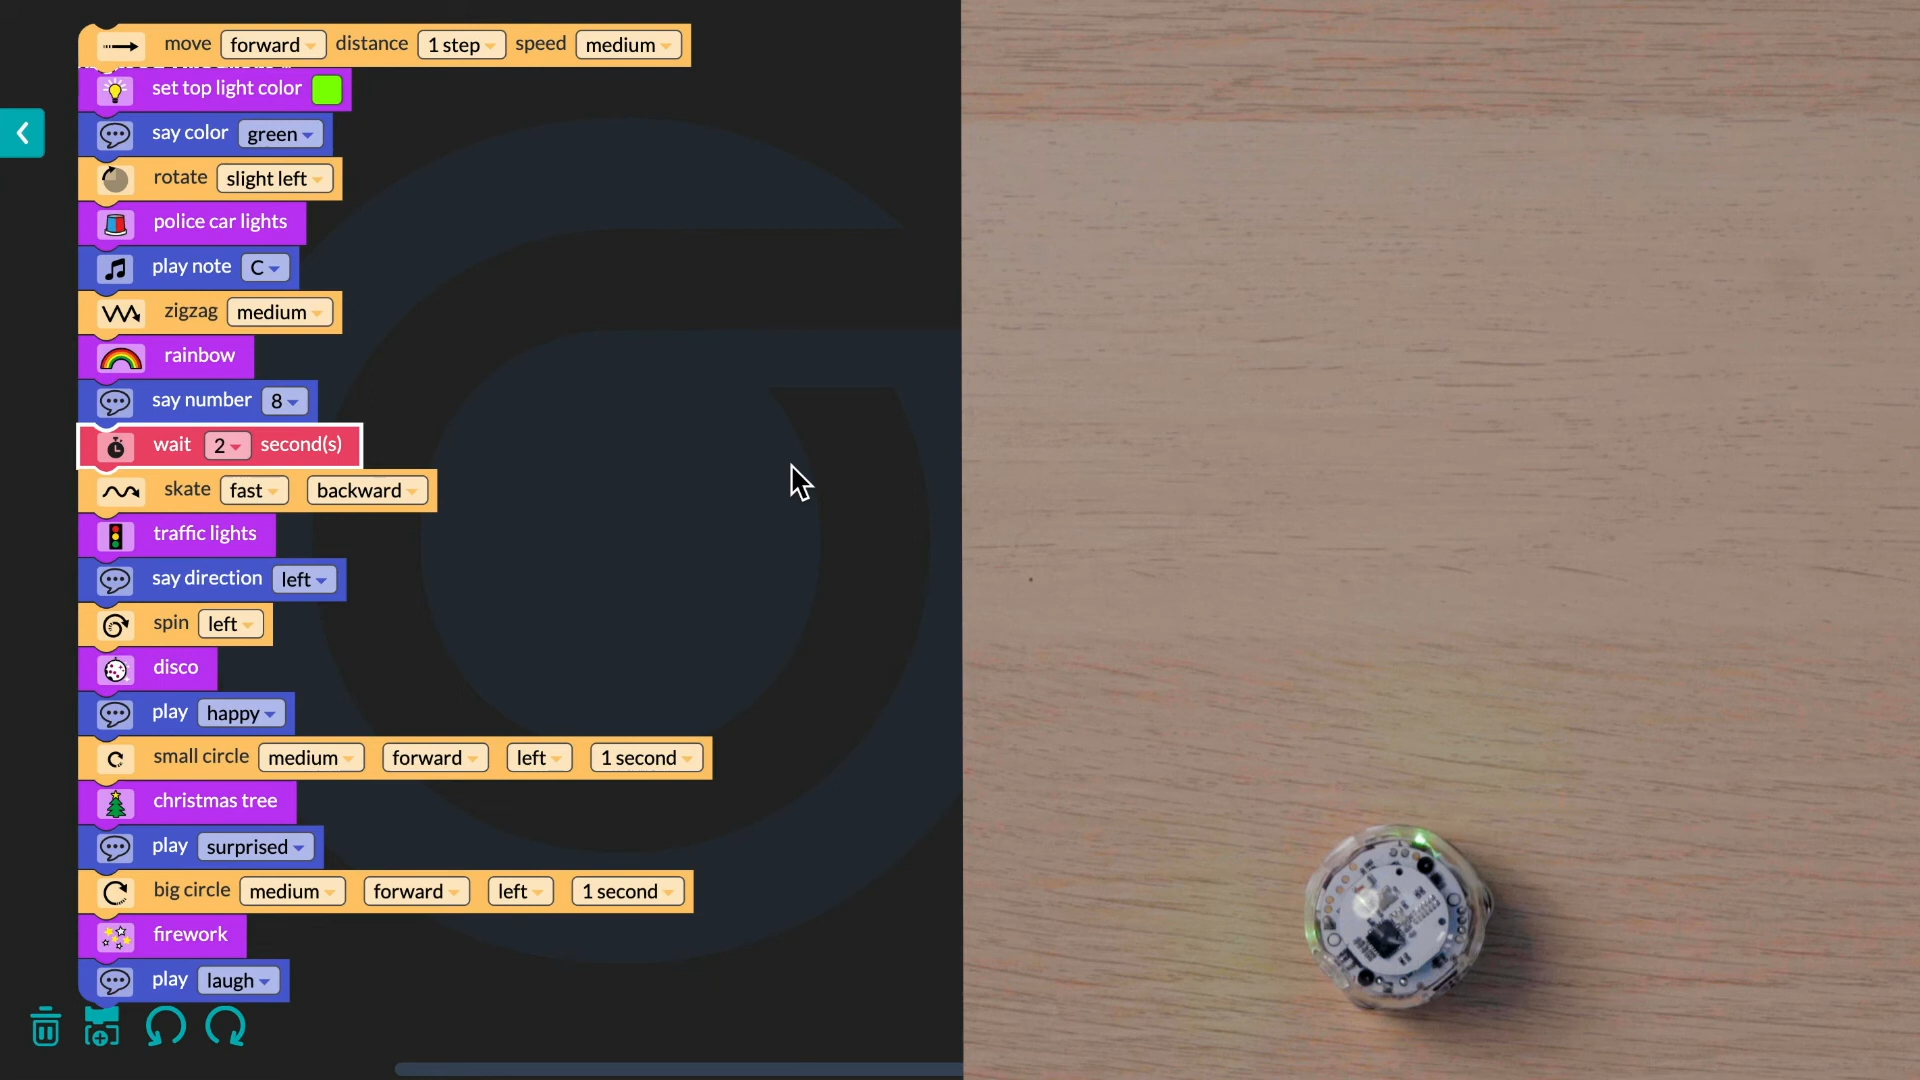 move forward distance 1 step speed medium
set top light color
say color green
rotate slight left
police car lights
play note C
zigzag medium
rainbow
say number 8
wait 2 second(s)
skate fast backward
traffic lights
say direction left
spin left
disco
play happy
small circle medium forward left 1 second
christmas tree
play surprised
big circle medium forward left 1 second
firework
play laugh